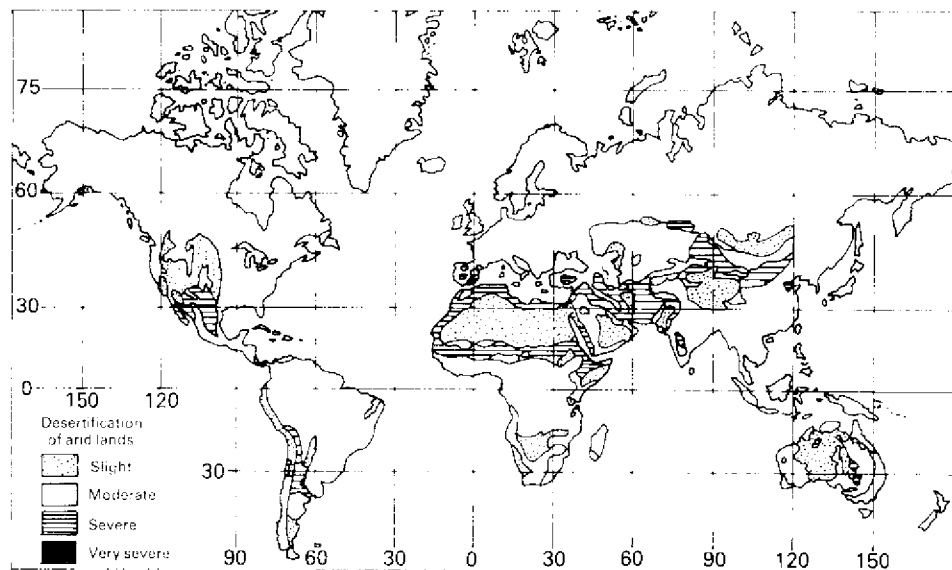 75
60
30
0
150 120
Desertification
of arid lands
Slight
Moderate
Severe
Very severe
30
90 60 30 0 30 60 90 120 150